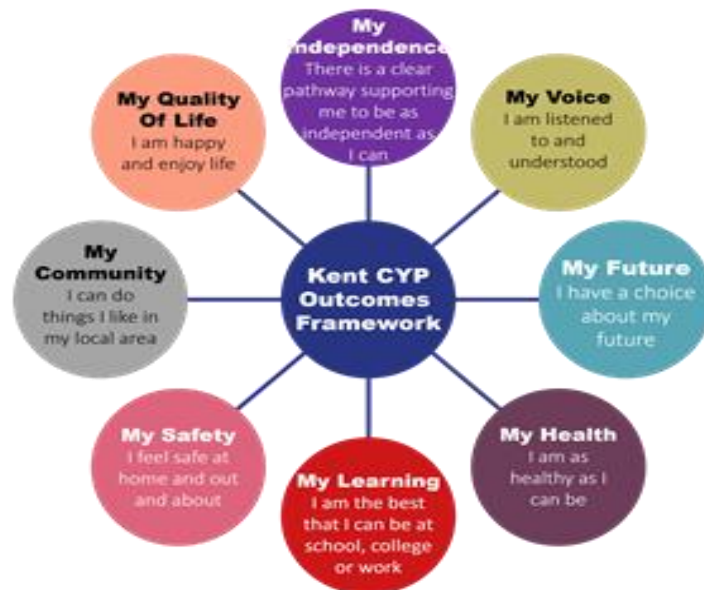 My
Independence
There is a clear
pathway supporting
me to be as
independent as
I can
My Voice
I am listened
to and
understood
My Future
I have a choice
about my
future
My Health
I am as
healthy as I
can be
My Learning
I am the best
that I can be at
school, college
or work
My Safety
I feel safe at
home and out
and about
My
Community
I can do
things I like in
my local area
My Quality
Of Life
I am happy
and enjoy life
Kent CYP
Outcomes
Framework